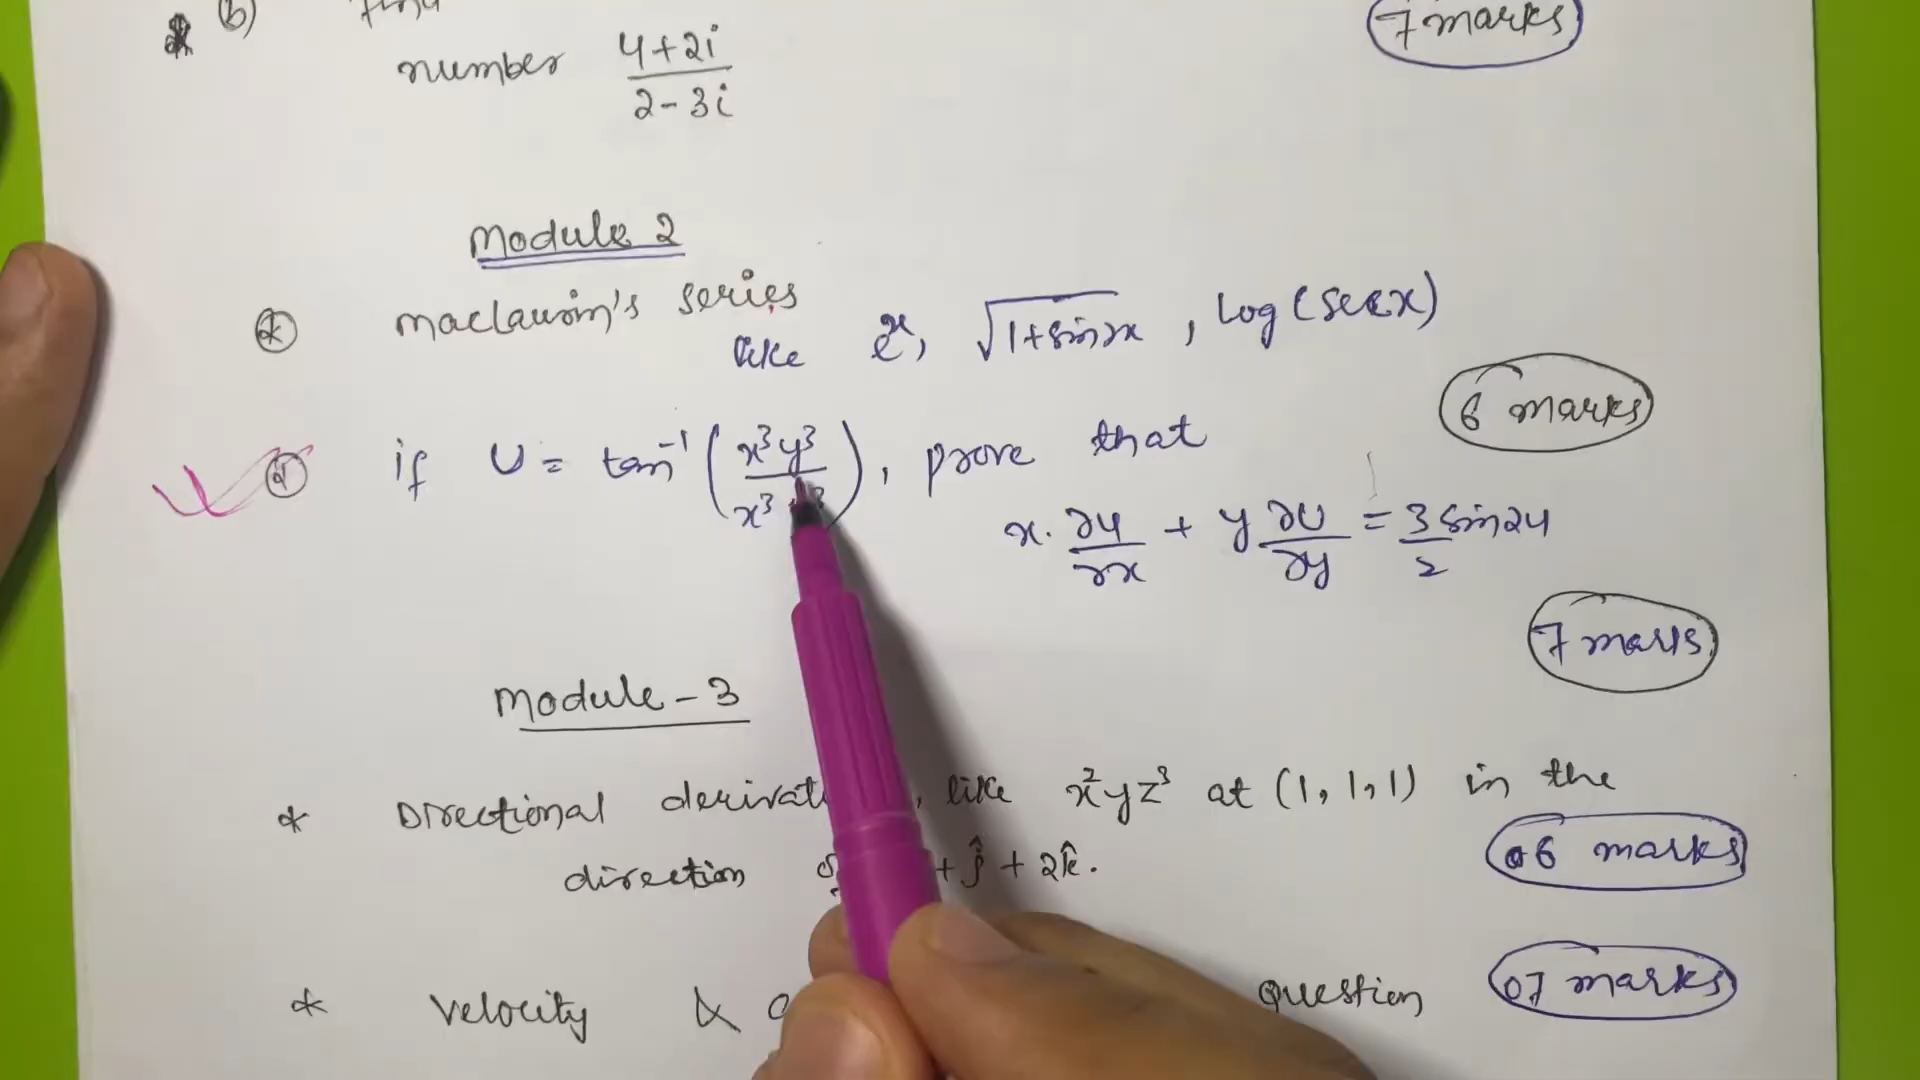 (b)
7 marks
number 4+2i / 2-3i
Module 2
maclaurin's series
like e^x, √1+sin2x, log(secx)
6 marks
if U = tan⁻¹(x³y³ / x³ ³), prove that
x. ∂u/∂x + y ∂u/∂y = 3/2 sin2u
7 marks
Module-3
* Directional , like x²yz³ at (1,1,1) in the
direction + ĵ + 2k̂.
06 marks
* Velocity & question
07 marks